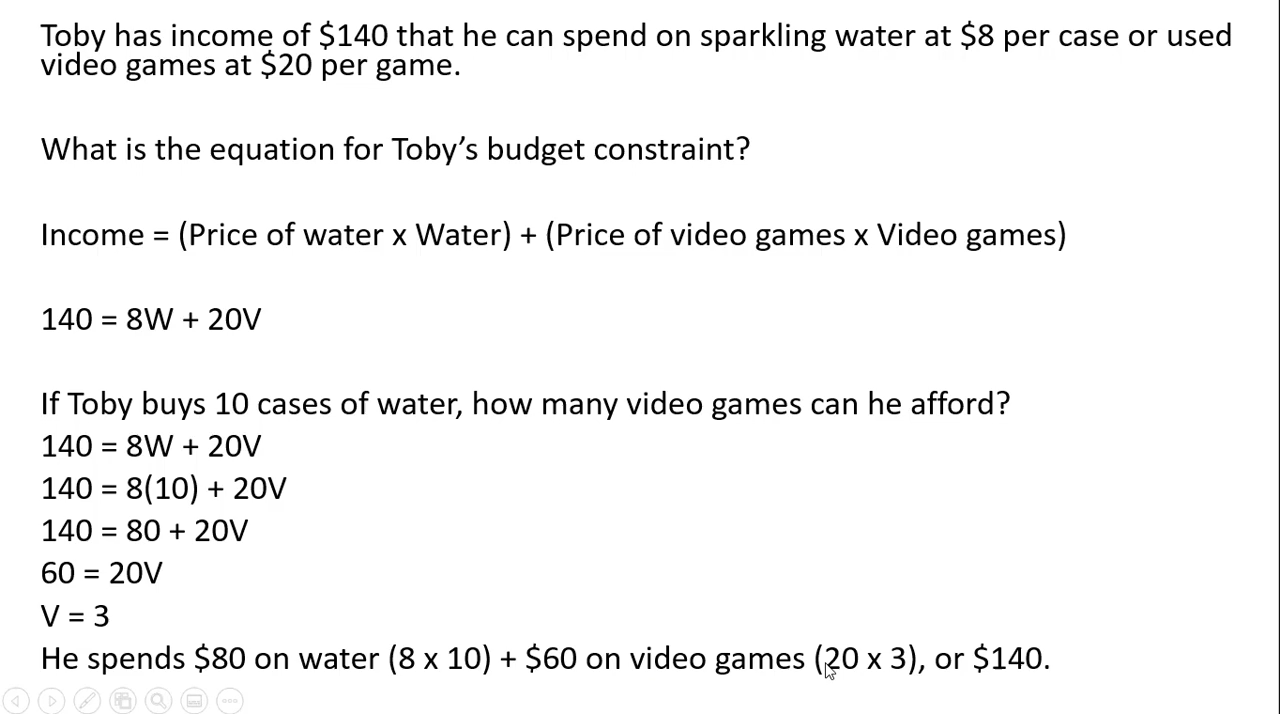 Toby has income of $140 that he can spend on sparkling water at $8 per case or used
video games at $20 per game.
What is the equation for Toby’s budget constraint?
Income = (Price of water x Water) + (Price of video games x Video games)
140 = 8W + 20V
If Toby buys 10 cases of water, how many video games can he afford?
140 = 8W + 20V
140 = 8(10) + 20V
140 = 80 + 20V
60 = 20V
V = 3
He spends $80 on water (8 x 10) + $60 on video games (20 x 3), or $140.